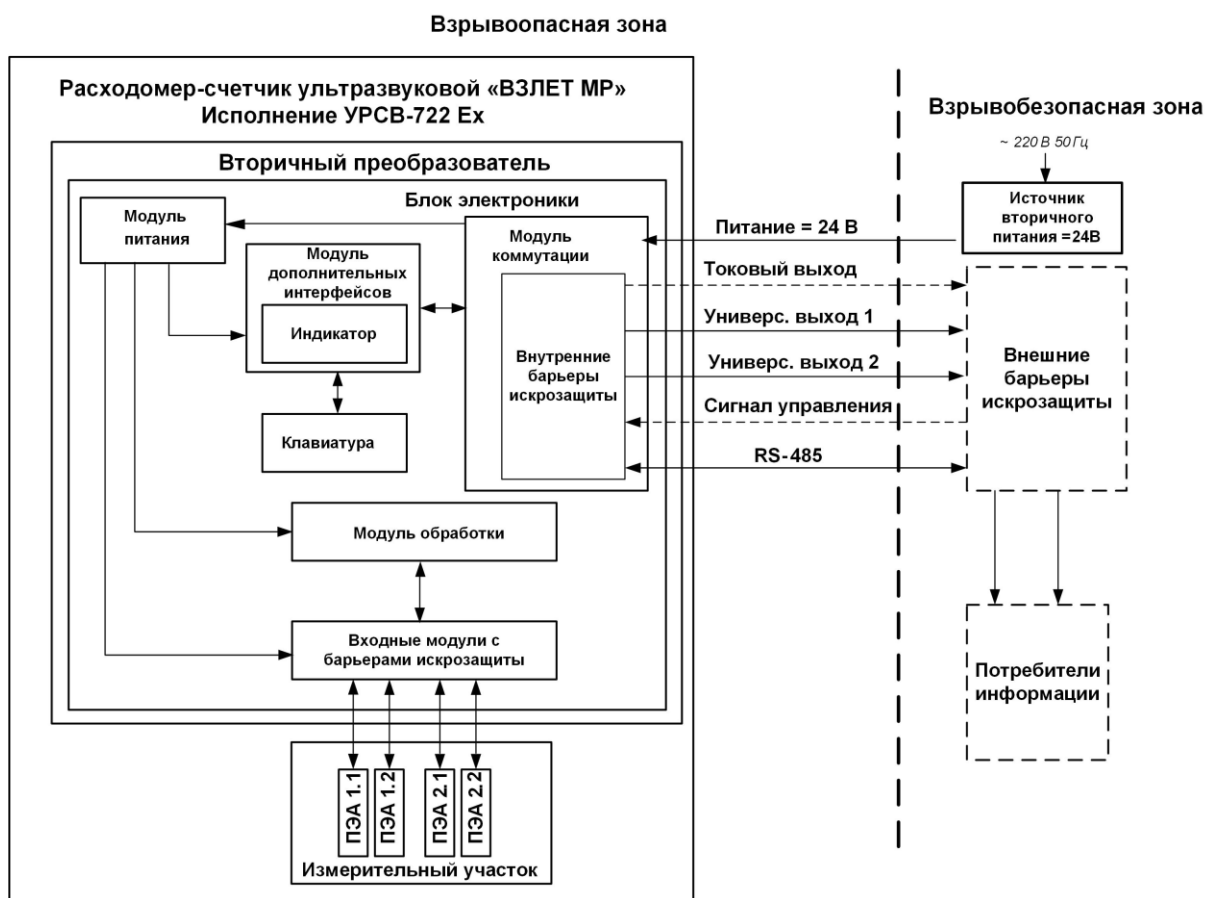 Взрывоопасная зона
Расходомер-счетчик ультразвуковой «ВЗЛЕТ МР»
Исполнение УРСВ-722 Ex
Вторичный преобразователь
Блок электроники
Модуль
питания
Модуль
дополнительных
интерфейсов
Индикатор
Клавиатура
Модуль
коммутации
Внутренние
барьеры
искрозащиты
Модуль обработки
Входные модули с
барьерами искрозащиты
ПЭА 1.1
ПЭА 1.2
ПЭА 2.1
ПЭА 2.2
Измерительный участок
Питание = 24 В
Токовый выход
Универс. выход 1
Универс. выход 2
Сигнал управления
RS-485
Взрывобезопасная зона
~ 220 В 50 Гц
Источник
вторичного
питания =24В
Внешние
барьеры
искрозащиты
Потребители
информации